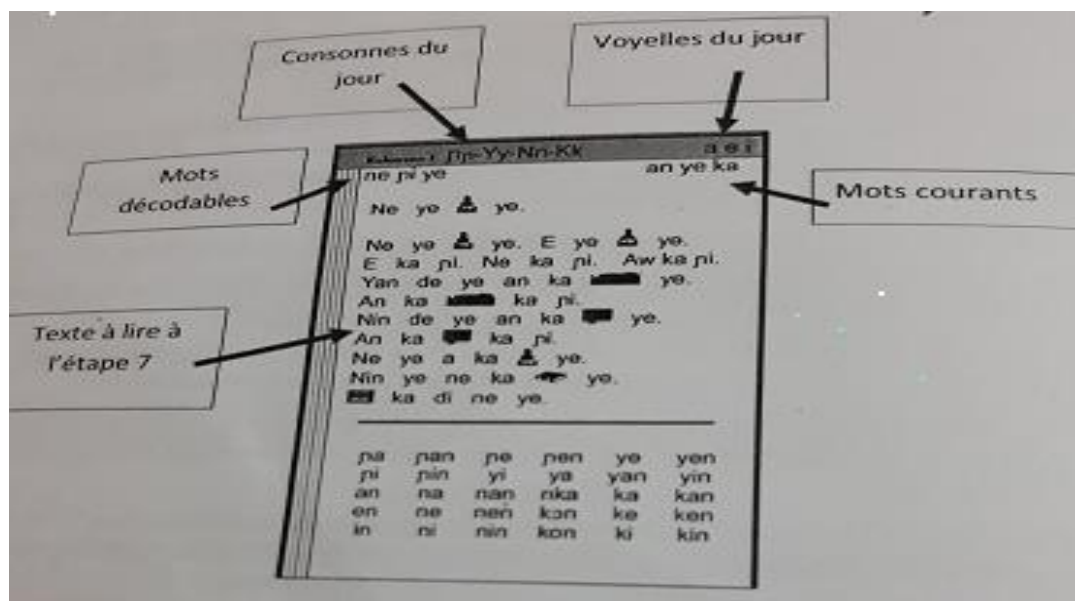 Consonnes du
jour
Voyelles du jour
Mots
décodables
Mots courants
Texte à lire à
l'étape 7
Ɲɲ-Yy-Nn-Kk a e i
ne ɲi ye an ye ka
Ne ye ye.
Ne ye ye. E ye ye.
E ka ɲi. Ne ka ɲi. Aw ka ɲi.
Yan de ye an ka ye.
An ka ka ɲi.
Nin de ye an ka ye.
An ka ka ɲi.
Ne ye a ka ye.
Nin ye ne ka ye.
ka di ne ye.
ɲa ɲan ɲe ɲen ye yen
ɲi ɲin yi ya yan yin
an na nan nka ka kan
en ne nen kɔn ke ken
in ni nin kon ki kin